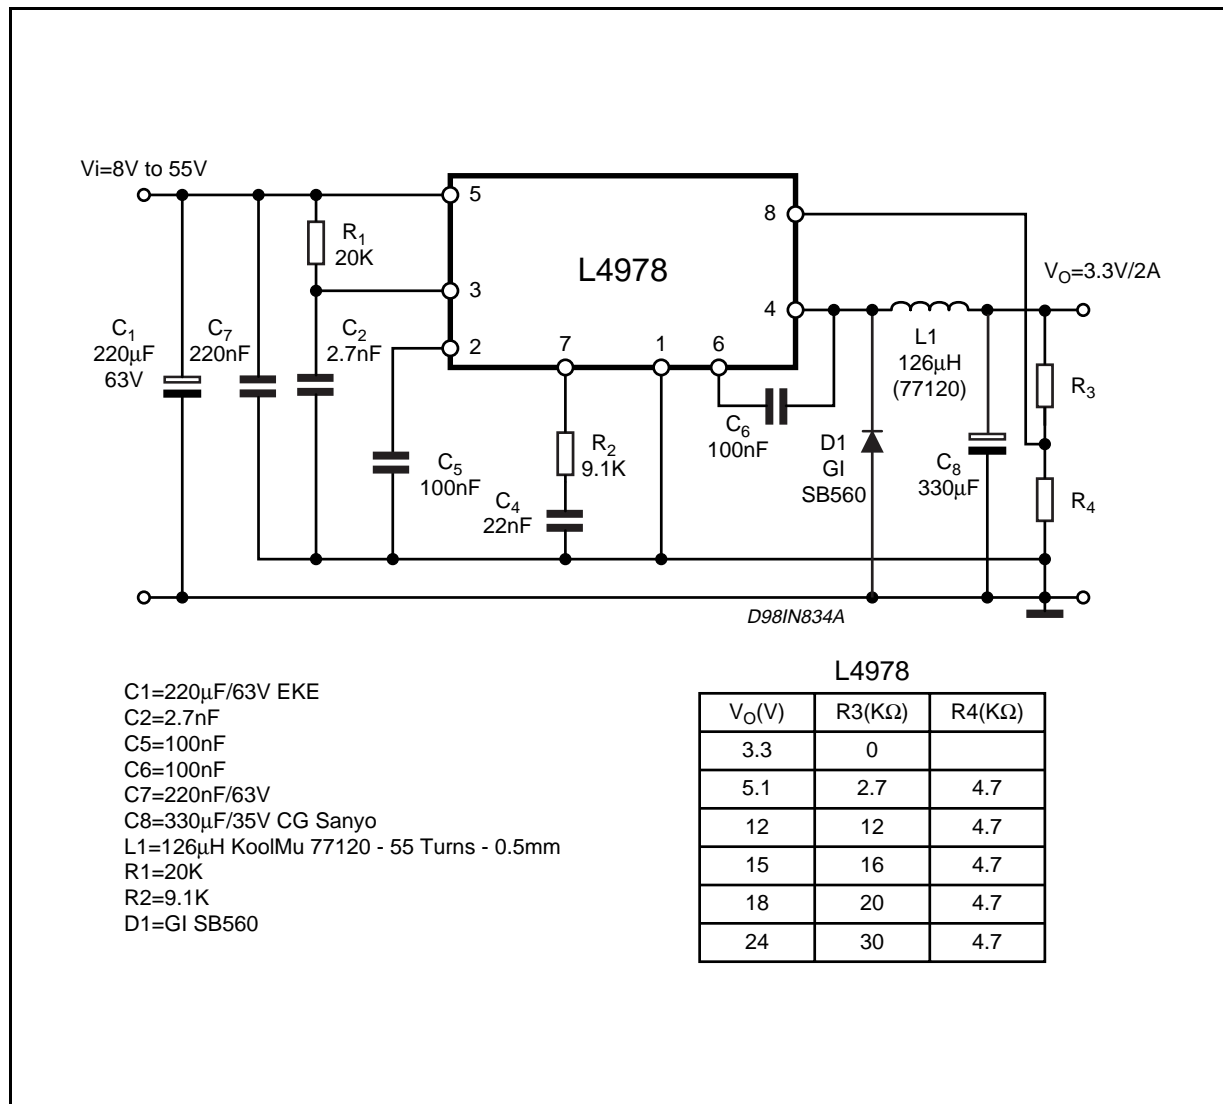 Vi=8V to 55V
5
8
R1
20K
L4978
VO=3.3V/2A
3
4
C1
220μF
63V
C7
220nF
C2
2.7nF
2
7
1
6
L1
126μH
(77120)
R3
C6
100nF
R2
9.1K
D1
GI
SB560
C8
330μF
C5
100nF
C4
22nF
R4
D98IN834A
C1=220μF/63V EKE
C2=2.7nF
C5=100nF
C6=100nF
C7=220nF/63V
C8=330μF/35V CG Sanyo
L1=126μH KoolMu 77120 - 55 Turns - 0.5mm
R1=20K
R2=9.1K
D1=GI SB560
L4978
VO(V) R3(KΩ) R4(KΩ)
3.3 0
5.1 2.7 4.7
12 12 4.7
15 16 4.7
18 20 4.7
24 30 4.7